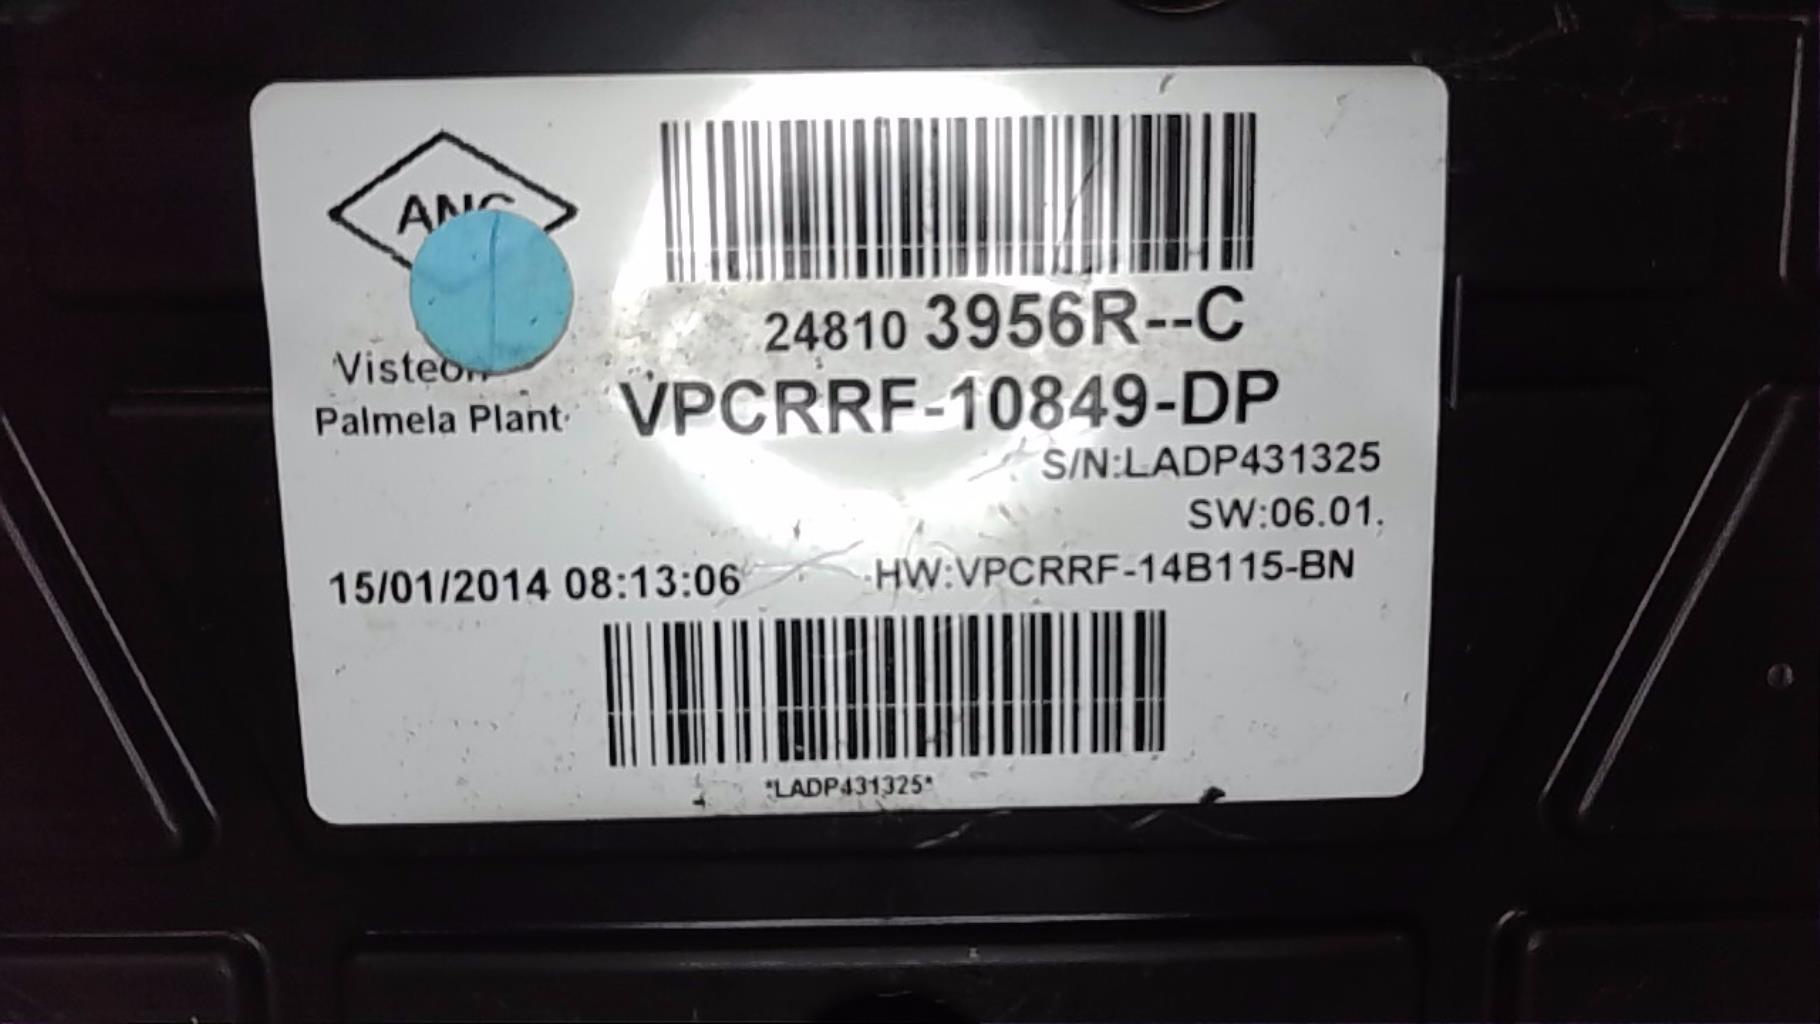 24810 3956R--C
Visteon
Palmela Plant
VPCRRF-10849-DP
S/N:LADP431325
SW:06.01.
15/01/2014 08:13:06
HW:VPCRRF-14B115-BN
*LADP431325*